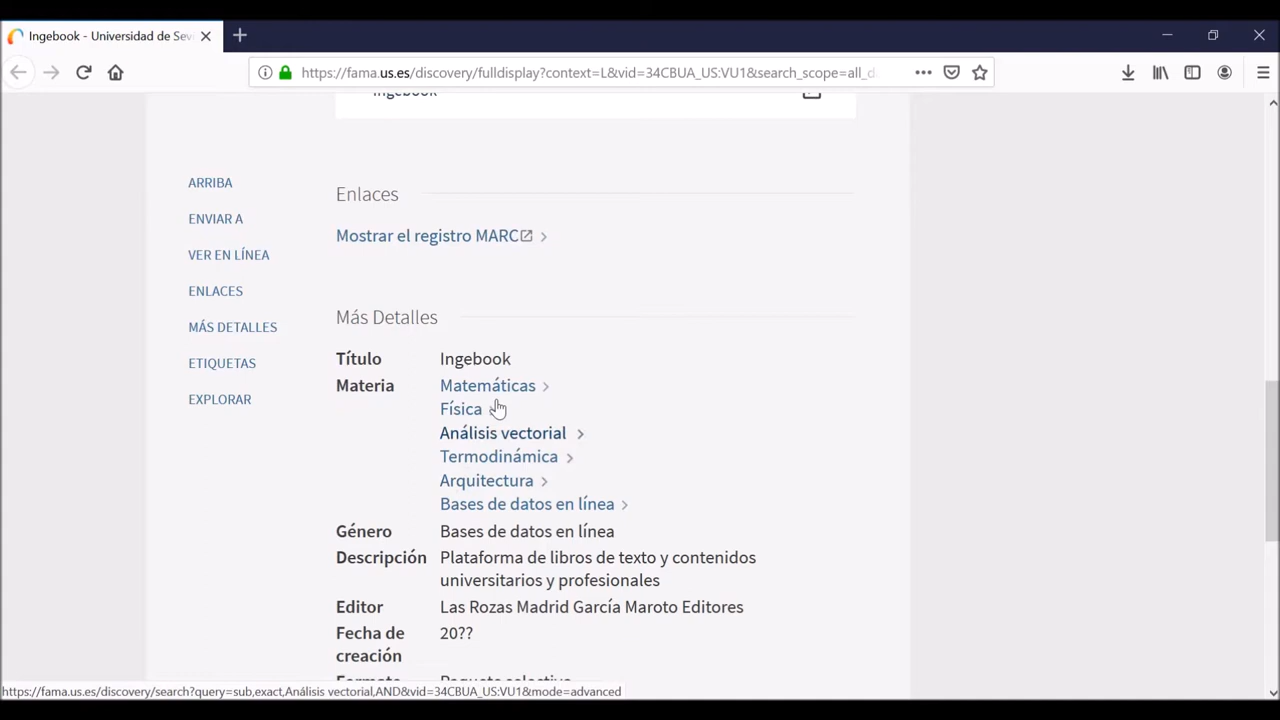 Ingebook - Universidad de Sev
https://fama.us.es/discovery/fulldisplay?context=L&vid=34CBUA_US:VU1&search_scope=all_d
Ingebook
ARRIBA
ENVIAR A
VER EN LÍNEA
ENLACES
MÁS DETALLES
ETIQUETAS
EXPLORAR
Enlaces
Mostrar el registro MARC
Más Detalles
Título Ingebook
Materia Matemáticas
Física
Análisis vectorial
Termodinámica
Arquitectura
Bases de datos en línea
Género Bases de datos en línea
Descripción Plataforma de libros de texto y contenidos
universitarios y profesionales
Editor Las Rozas Madrid García Maroto Editores
Fecha de 20??
creación
Formato Paquete selectivo
https://fama.us.es/discovery/search?query=sub,exact,Análisis vectorial,AND&vid=34CBUA_US:VU1&mode=advanced